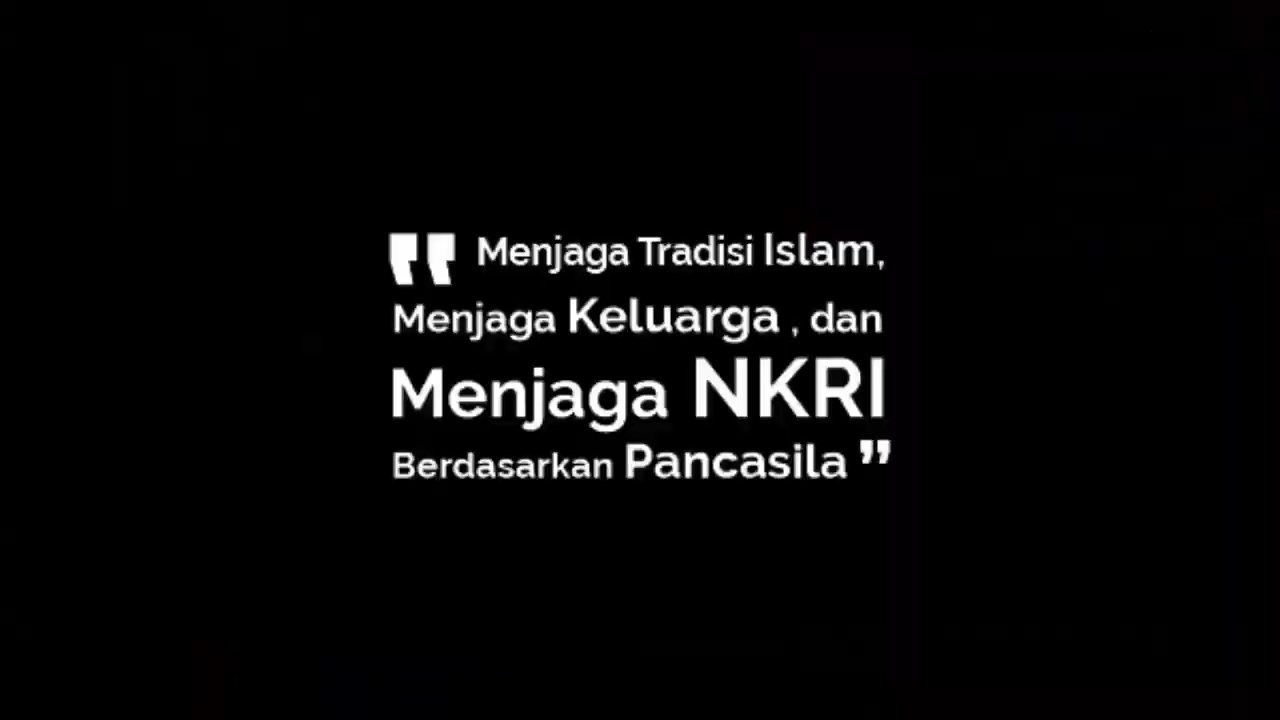 " Menjaga Tradisi Islam,
Menjaga Keluarga , dan
Menjaga NKRI
Berdasarkan Pancasila "